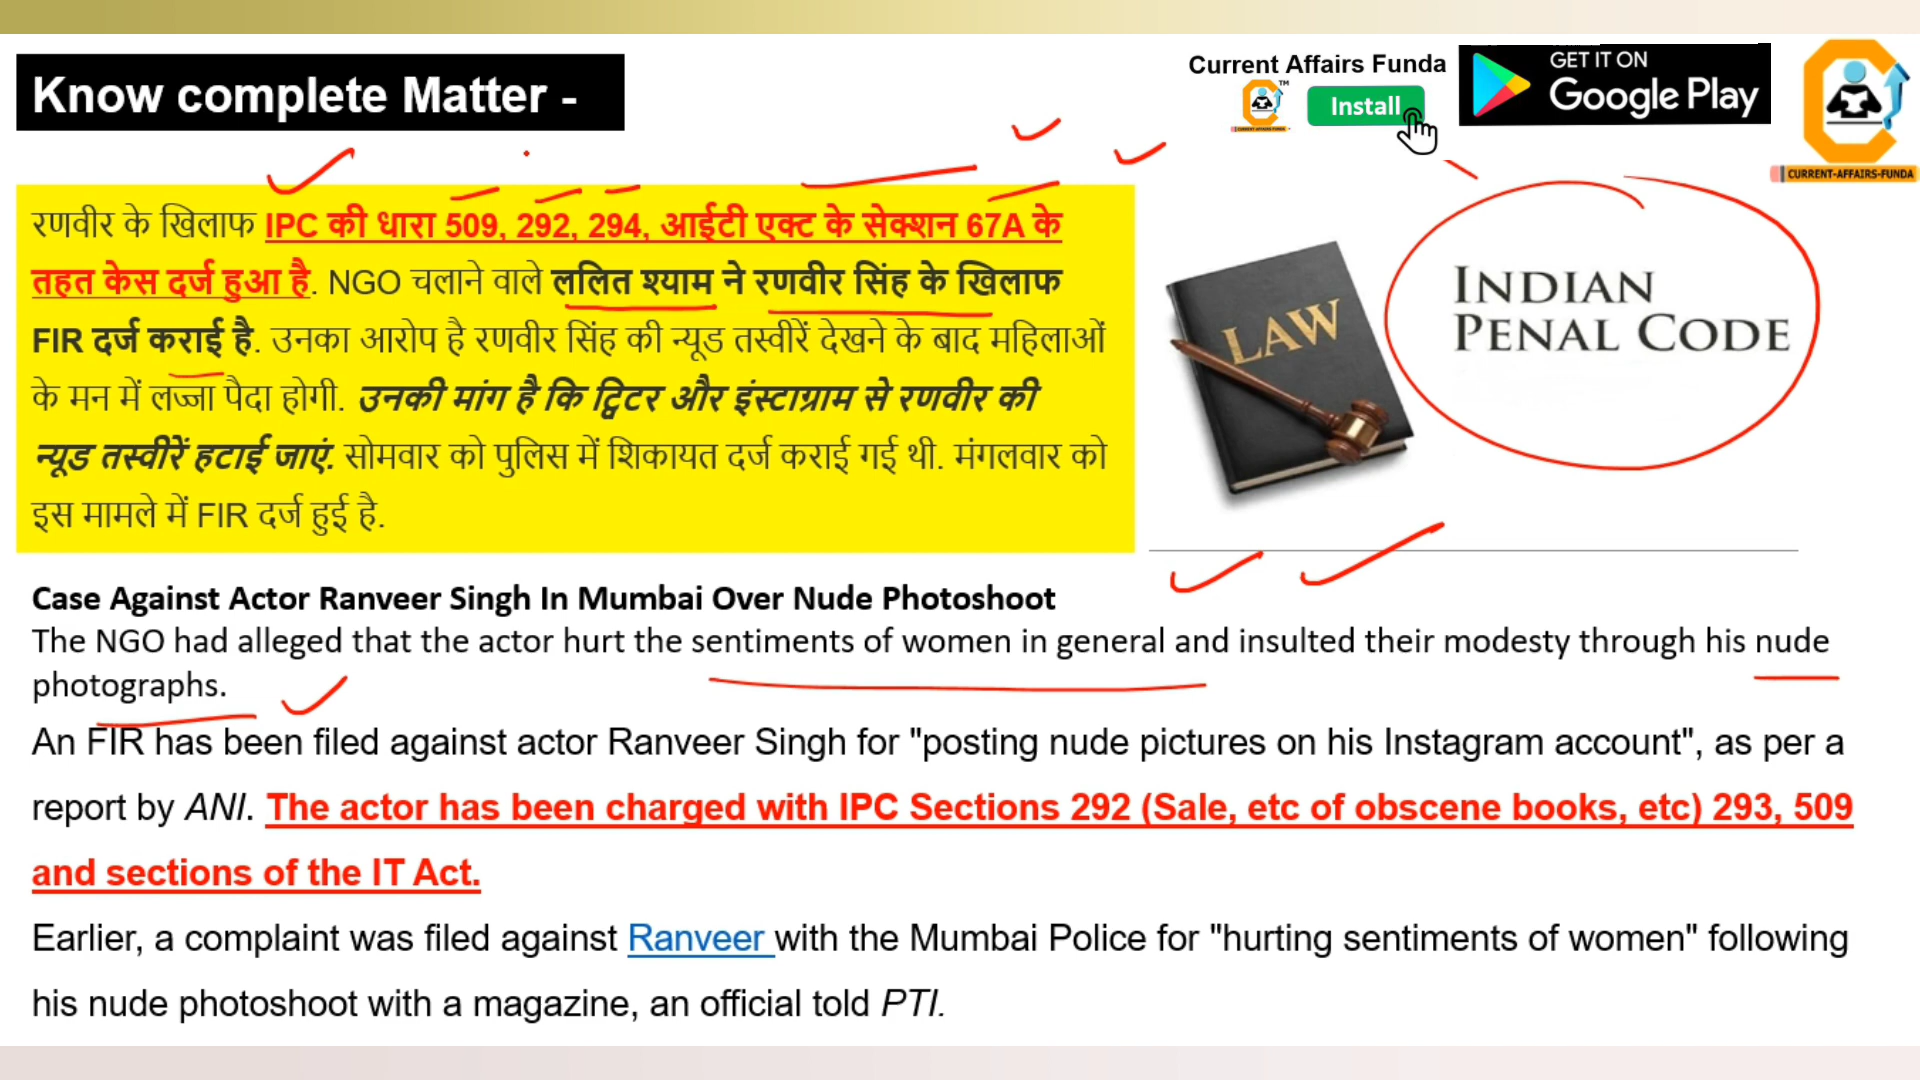 Know complete Matter -
Current Affairs Funda
Install
GET IT ON
Google Play
CURRENT-AFFAIRS-FUNDA
रणवीर के खिलाफ IPC की धारा 509, 292, 294, आईटी एक्ट के सेक्शन 67A के
तहत केस दर्ज हुआ है. NGO चलाने वाले ललित श्याम ने रणवीर सिंह के खिलाफ
FIR दर्ज कराई है. उनका आरोप है रणवीर सिंह की न्यूड तस्वीरें देखने के बाद महिलाओं
के मन में लज्जा पैदा होगी. उनकी मांग है कि ट्विटर और इंस्टाग्राम से रणवीर की
न्यूड तस्वीरें हटाई जाएं. सोमवार को पुलिस में शिकायत दर्ज कराई गई थी. मंगलवार को
इस मामले में FIR दर्ज हुई है.
LAW
INDIAN
PENAL CODE
Case Against Actor Ranveer Singh In Mumbai Over Nude Photoshoot
The NGO had alleged that the actor hurt the sentiments of women in general and insulted their modesty through his nude
photographs.
An FIR has been filed against actor Ranveer Singh for "posting nude pictures on his Instagram account", as per a
report by ANI. The actor has been charged with IPC Sections 292 (Sale, etc of obscene books, etc) 293, 509
and sections of the IT Act.
Earlier, a complaint was filed against Ranveer with the Mumbai Police for "hurting sentiments of women" following
his nude photoshoot with a magazine, an official told PTI.